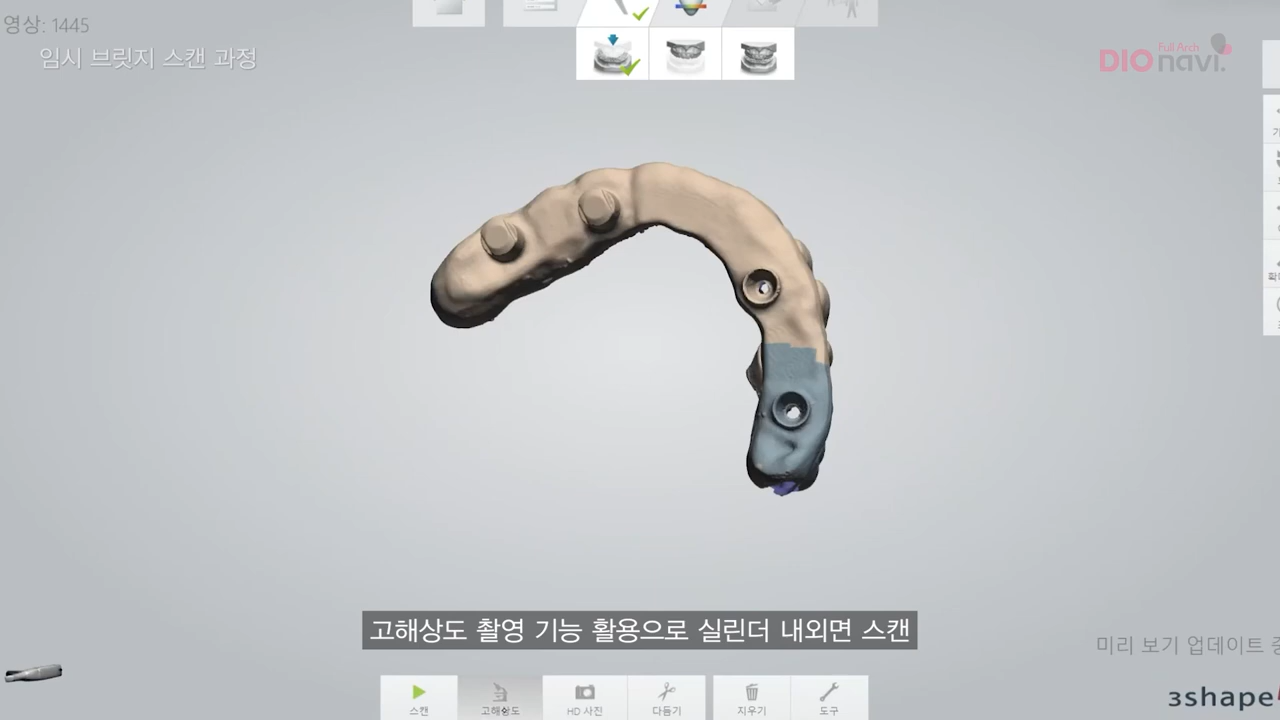 영상: 1445
임시 브릿지 스캔 과정
Full Arch
DIO navi.
고해상도 촬영 기능 활용으로 실린더 내외면 스캔
미리 보기 업데이트 중
스캔
고해상도
HD 사진
다듬기
지우기
도구
3shape